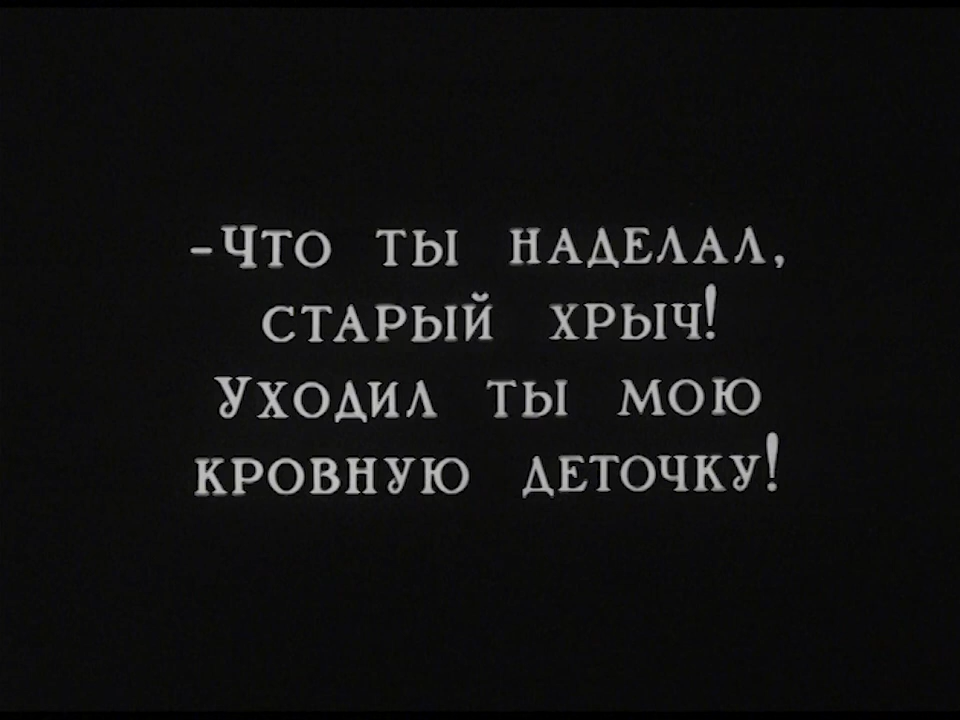 -Что ты наделал,
старый хрыч!
Уходил ты мою
кровную деточку!